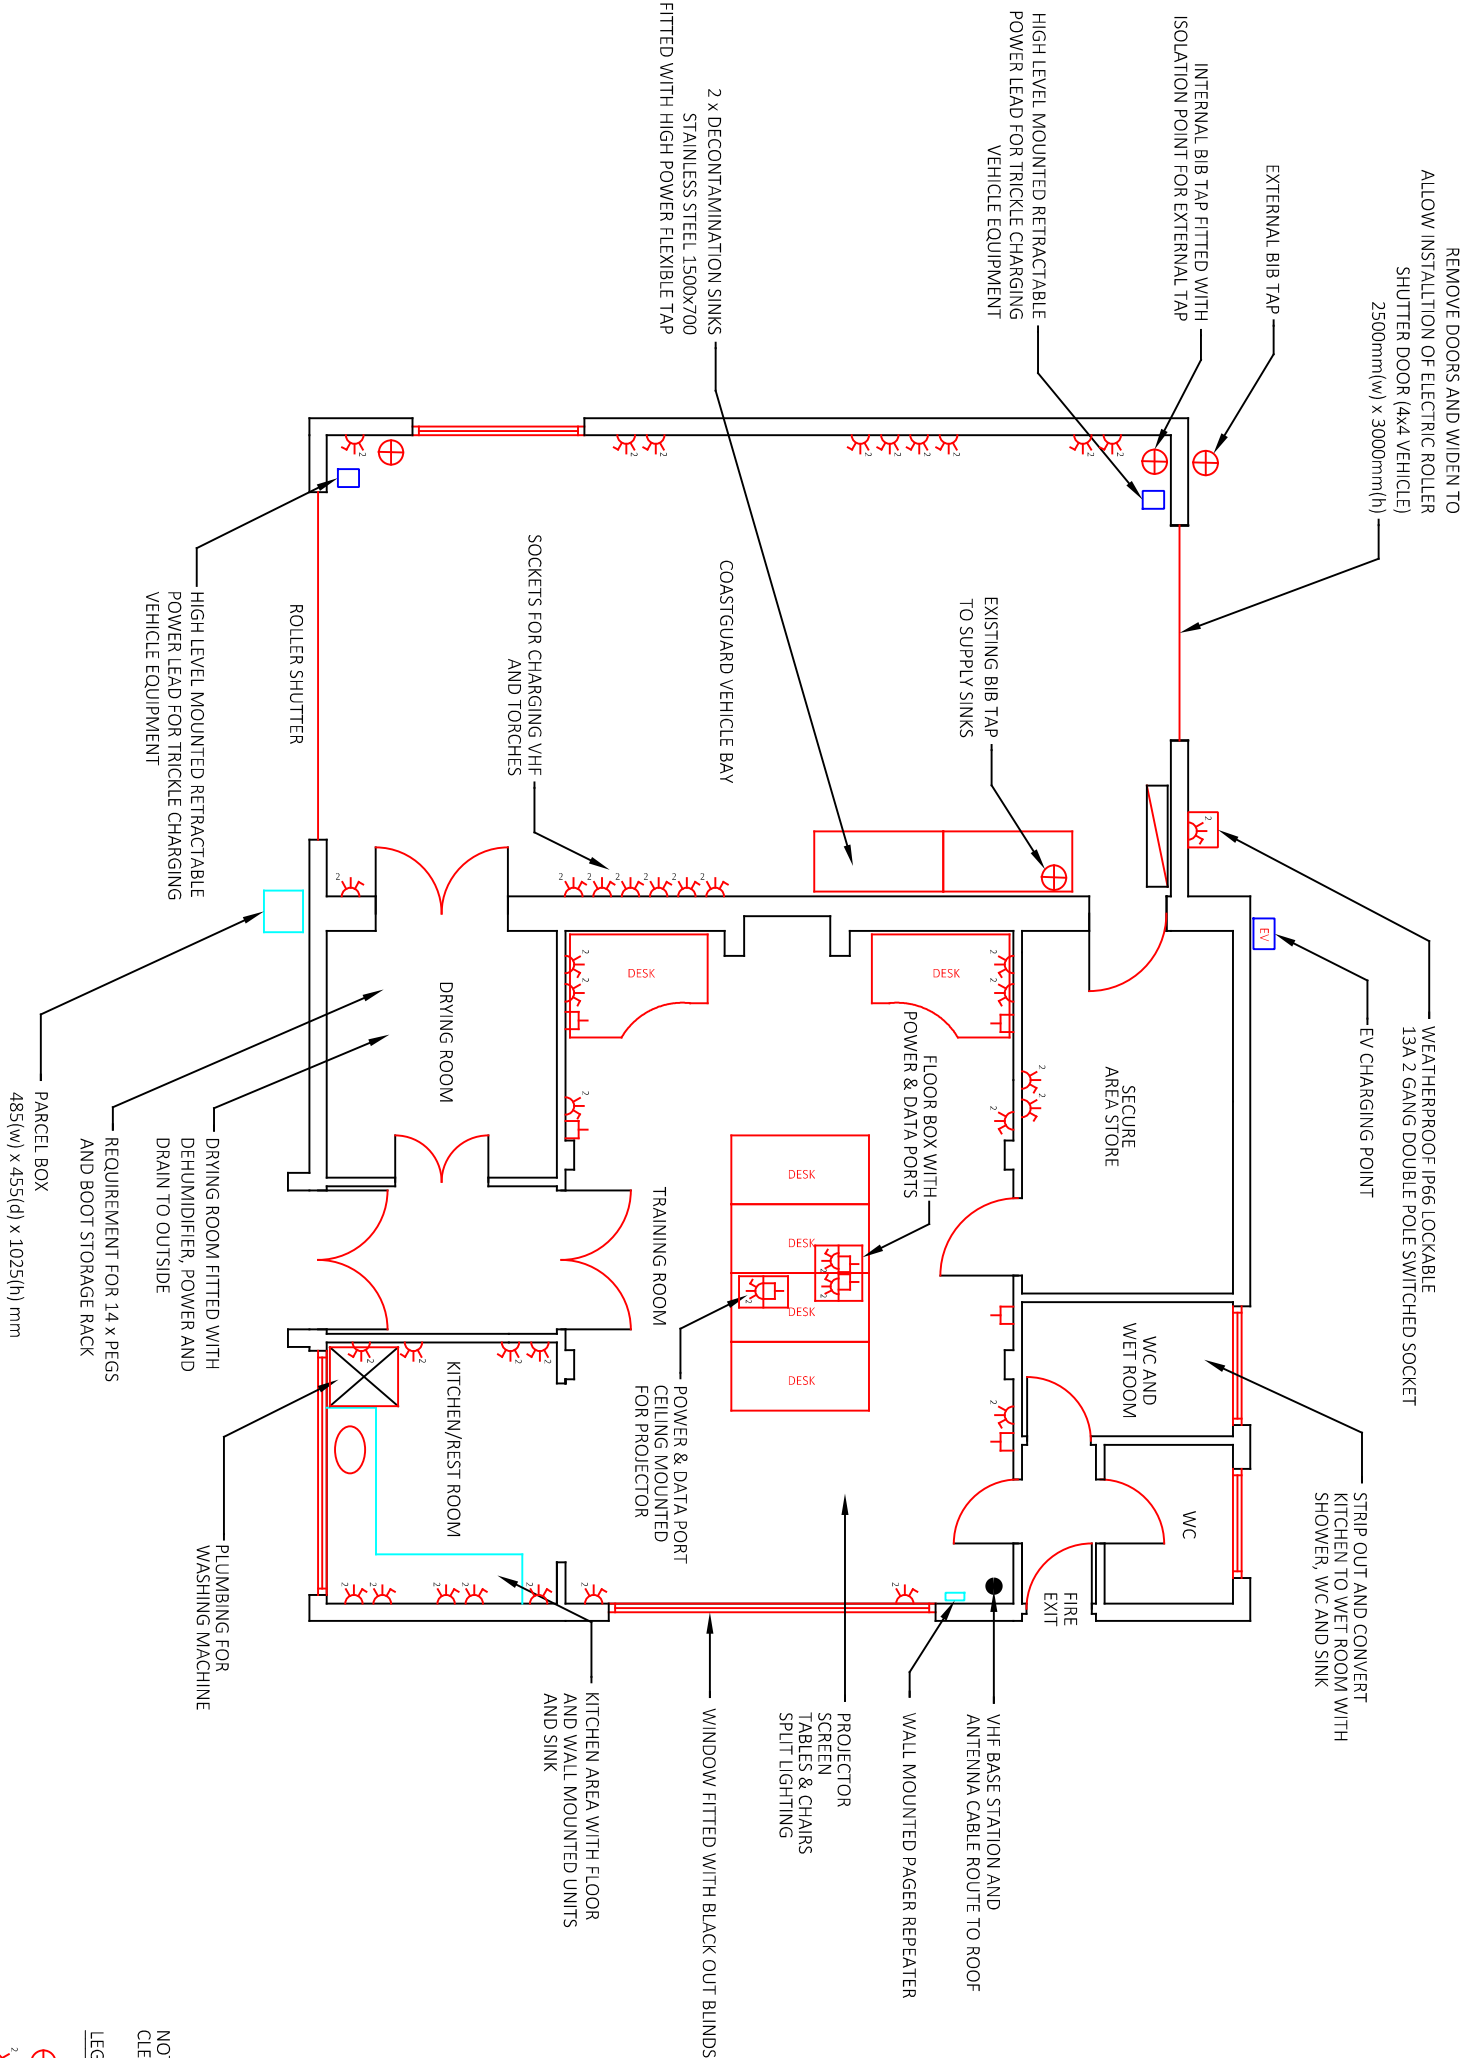 REMOVE DOORS AND WIDEN TO
ALLOW INSTALLTION OF ELECTRIC ROLLER
SHUTTER DOOR (4x4 VEHICLE)
2500mm(w) x 3000mm(h)
EXTERNAL BIB TAP
INTERNAL BIB TAP FITTED WITH
ISOLATION POINT FOR EXTERNAL TAP
HIGH LEVEL MOUNTED RETRACTABLE
POWER LEAD FOR TRICKLE CHARGING
VEHICLE EQUIPMENT
2 x DECONTAMINATION SINKS
STAINLESS STEEL 1500x700
FITTED WITH HIGH POWER FLEXIBLE TAP
WEATHERPROOF IP66 LOCKABLE
13A 2 GANG DOUBLE POLE SWITCHED SOCKET
EV CHARGING POINT
EV
STRIP OUT AND CONVERT
KITCHEN TO WET ROOM WITH
SHOWER, WC AND SINK
EXISTING BIB TAP
TO SUPPLY SINKS
COASTGUARD VEHICLE BAY
SOCKETS FOR CHARGING VHF
AND TORCHES
ROLLER SHUTTER
HIGH LEVEL MOUNTED RETRACTABLE
POWER LEAD FOR TRICKLE CHARGING
VEHICLE EQUIPMENT
SECURE
AREA STORE
WC AND
WET ROOM
WC
FIRE
EXIT
DESK
DESK
FLOOR BOX WITH
POWER & DATA PORTS
DESK
DESK
DESK
DESK
TRAINING ROOM
POWER & DATA PORT
CEILING MOUNTED
FOR PROJECTOR
DRYING ROOM
KITCHEN/REST ROOM
VHF BASE STATION AND
ANTENNA CABLE ROUTE TO ROOF
WALL MOUNTED PAGER REPEATER
PROJECTOR
SCREEN
TABLES & CHAIRS
SPLIT LIGHTING
WINDOW FITTED WITH BLACK OUT BLINDS
KITCHEN AREA WITH FLOOR
AND WALL MOUNTED UNITS
AND SINK
PLUMBING FOR
WASHING MACHINE
DRYING ROOM FITTED WITH
DEHUMIDIFIER, POWER AND
DRAIN TO OUTSIDE
REQUIREMENT FOR 14 x PEGS
AND BOOT STORAGE RACK
PARCEL BOX
485(w) x 455(d) x 1025(h) mm